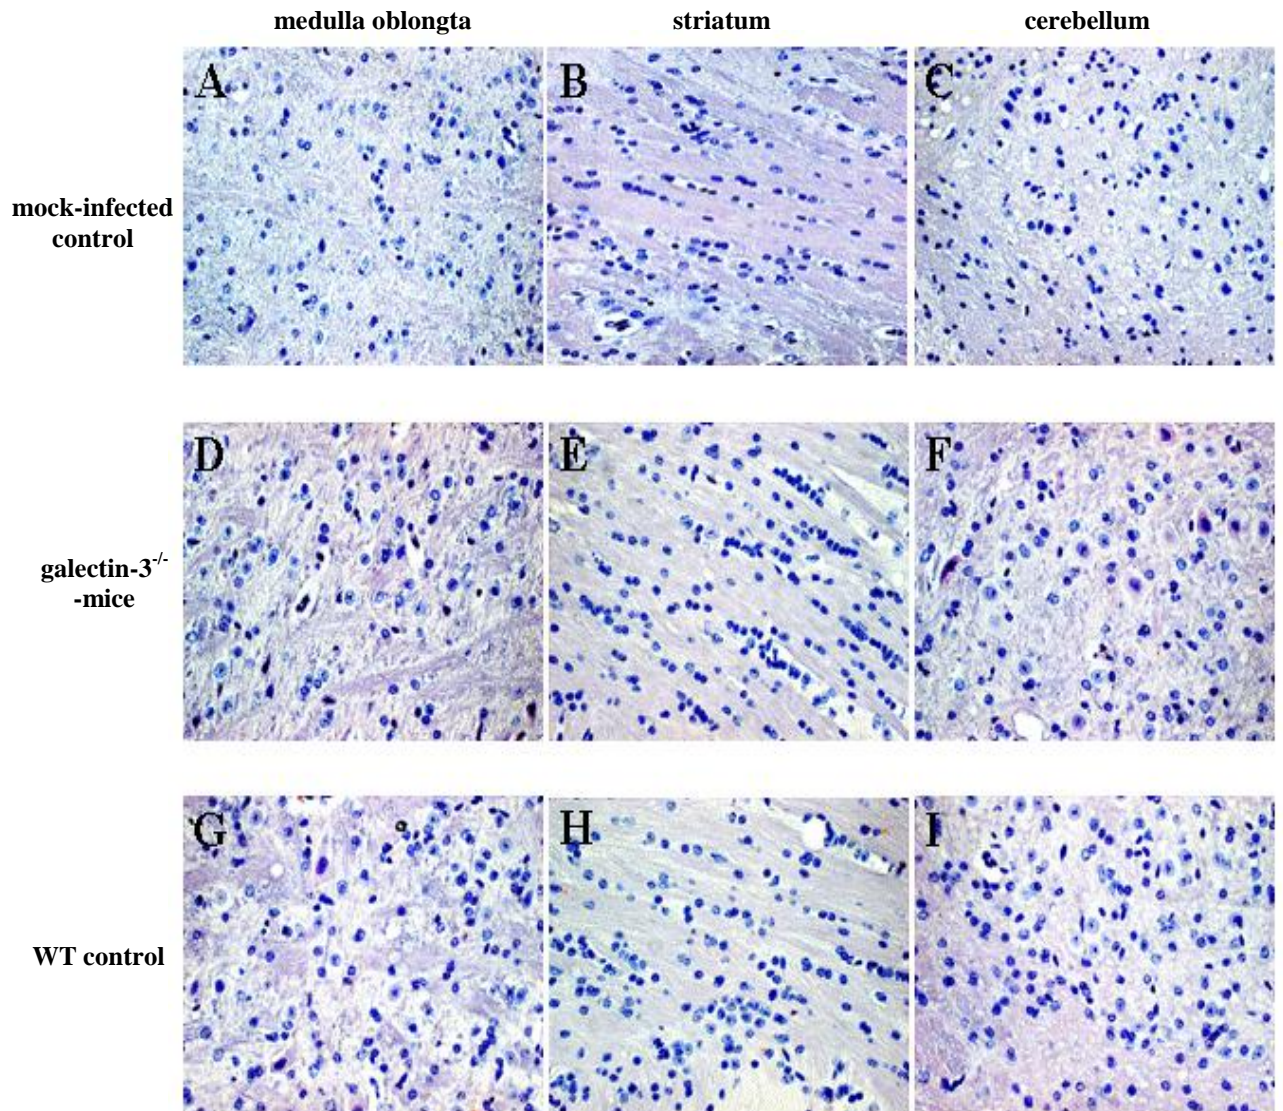 medulla oblongta striatum cerebellum
A B C
mock-infected
control
D E F
galectin-3-/-
-mice
G H I
WT control